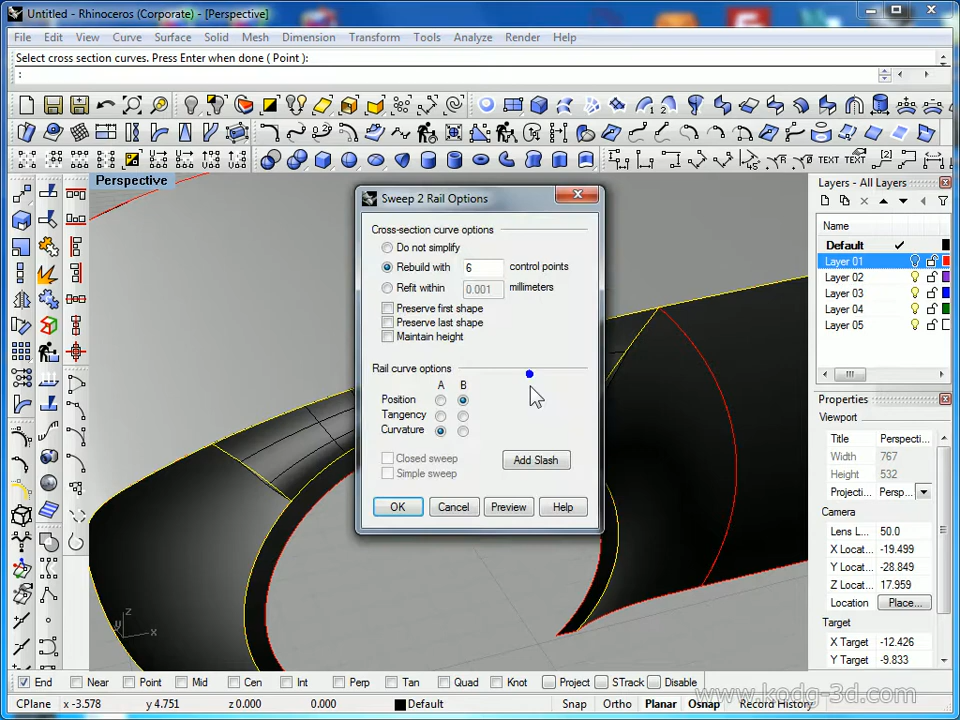 Untitled - Rhinoceros (Corporate) - [Perspective]
File Edit View Curve Surface Solid Mesh Dimension Transform Tools Analyze Render Help
Select cross section curves. Press Enter when done ( Point ):
:
TEXT TEXT
Perspective
Sweep 2 Rail Options
Cross-section curve options
Do not simplify
Rebuild with 6 control points
Refit within 0.001 millimeters
Preserve first shape
Preserve last shape
Maintain height
Rail curve options
A B
Position
Tangency
Curvature
Closed sweep
Simple sweep
Add Slash
OK Cancel Preview Help
z
y
x
Layers - All Layers
Name
Default
Layer 01
Layer 02
Layer 03
Layer 04
Layer 05
Properties
Viewport
Title Perspecti...
Width 767
Height 532
Projecti... Persp...
Camera
Lens L... 50.0
X Locat... -19.499
Y Locat... -28.849
Z Locat... 17.959
Location Place...
Target
X Target -12.426
Y Target -9.833
End Near Point Mid Cen Int Perp Tan Quad Knot Project STrack Disable
CPlane x -3.578 y 4.751 z 0.000 0.000 Default Snap Ortho Planar Osnap Record History
www.kodg-3d.com